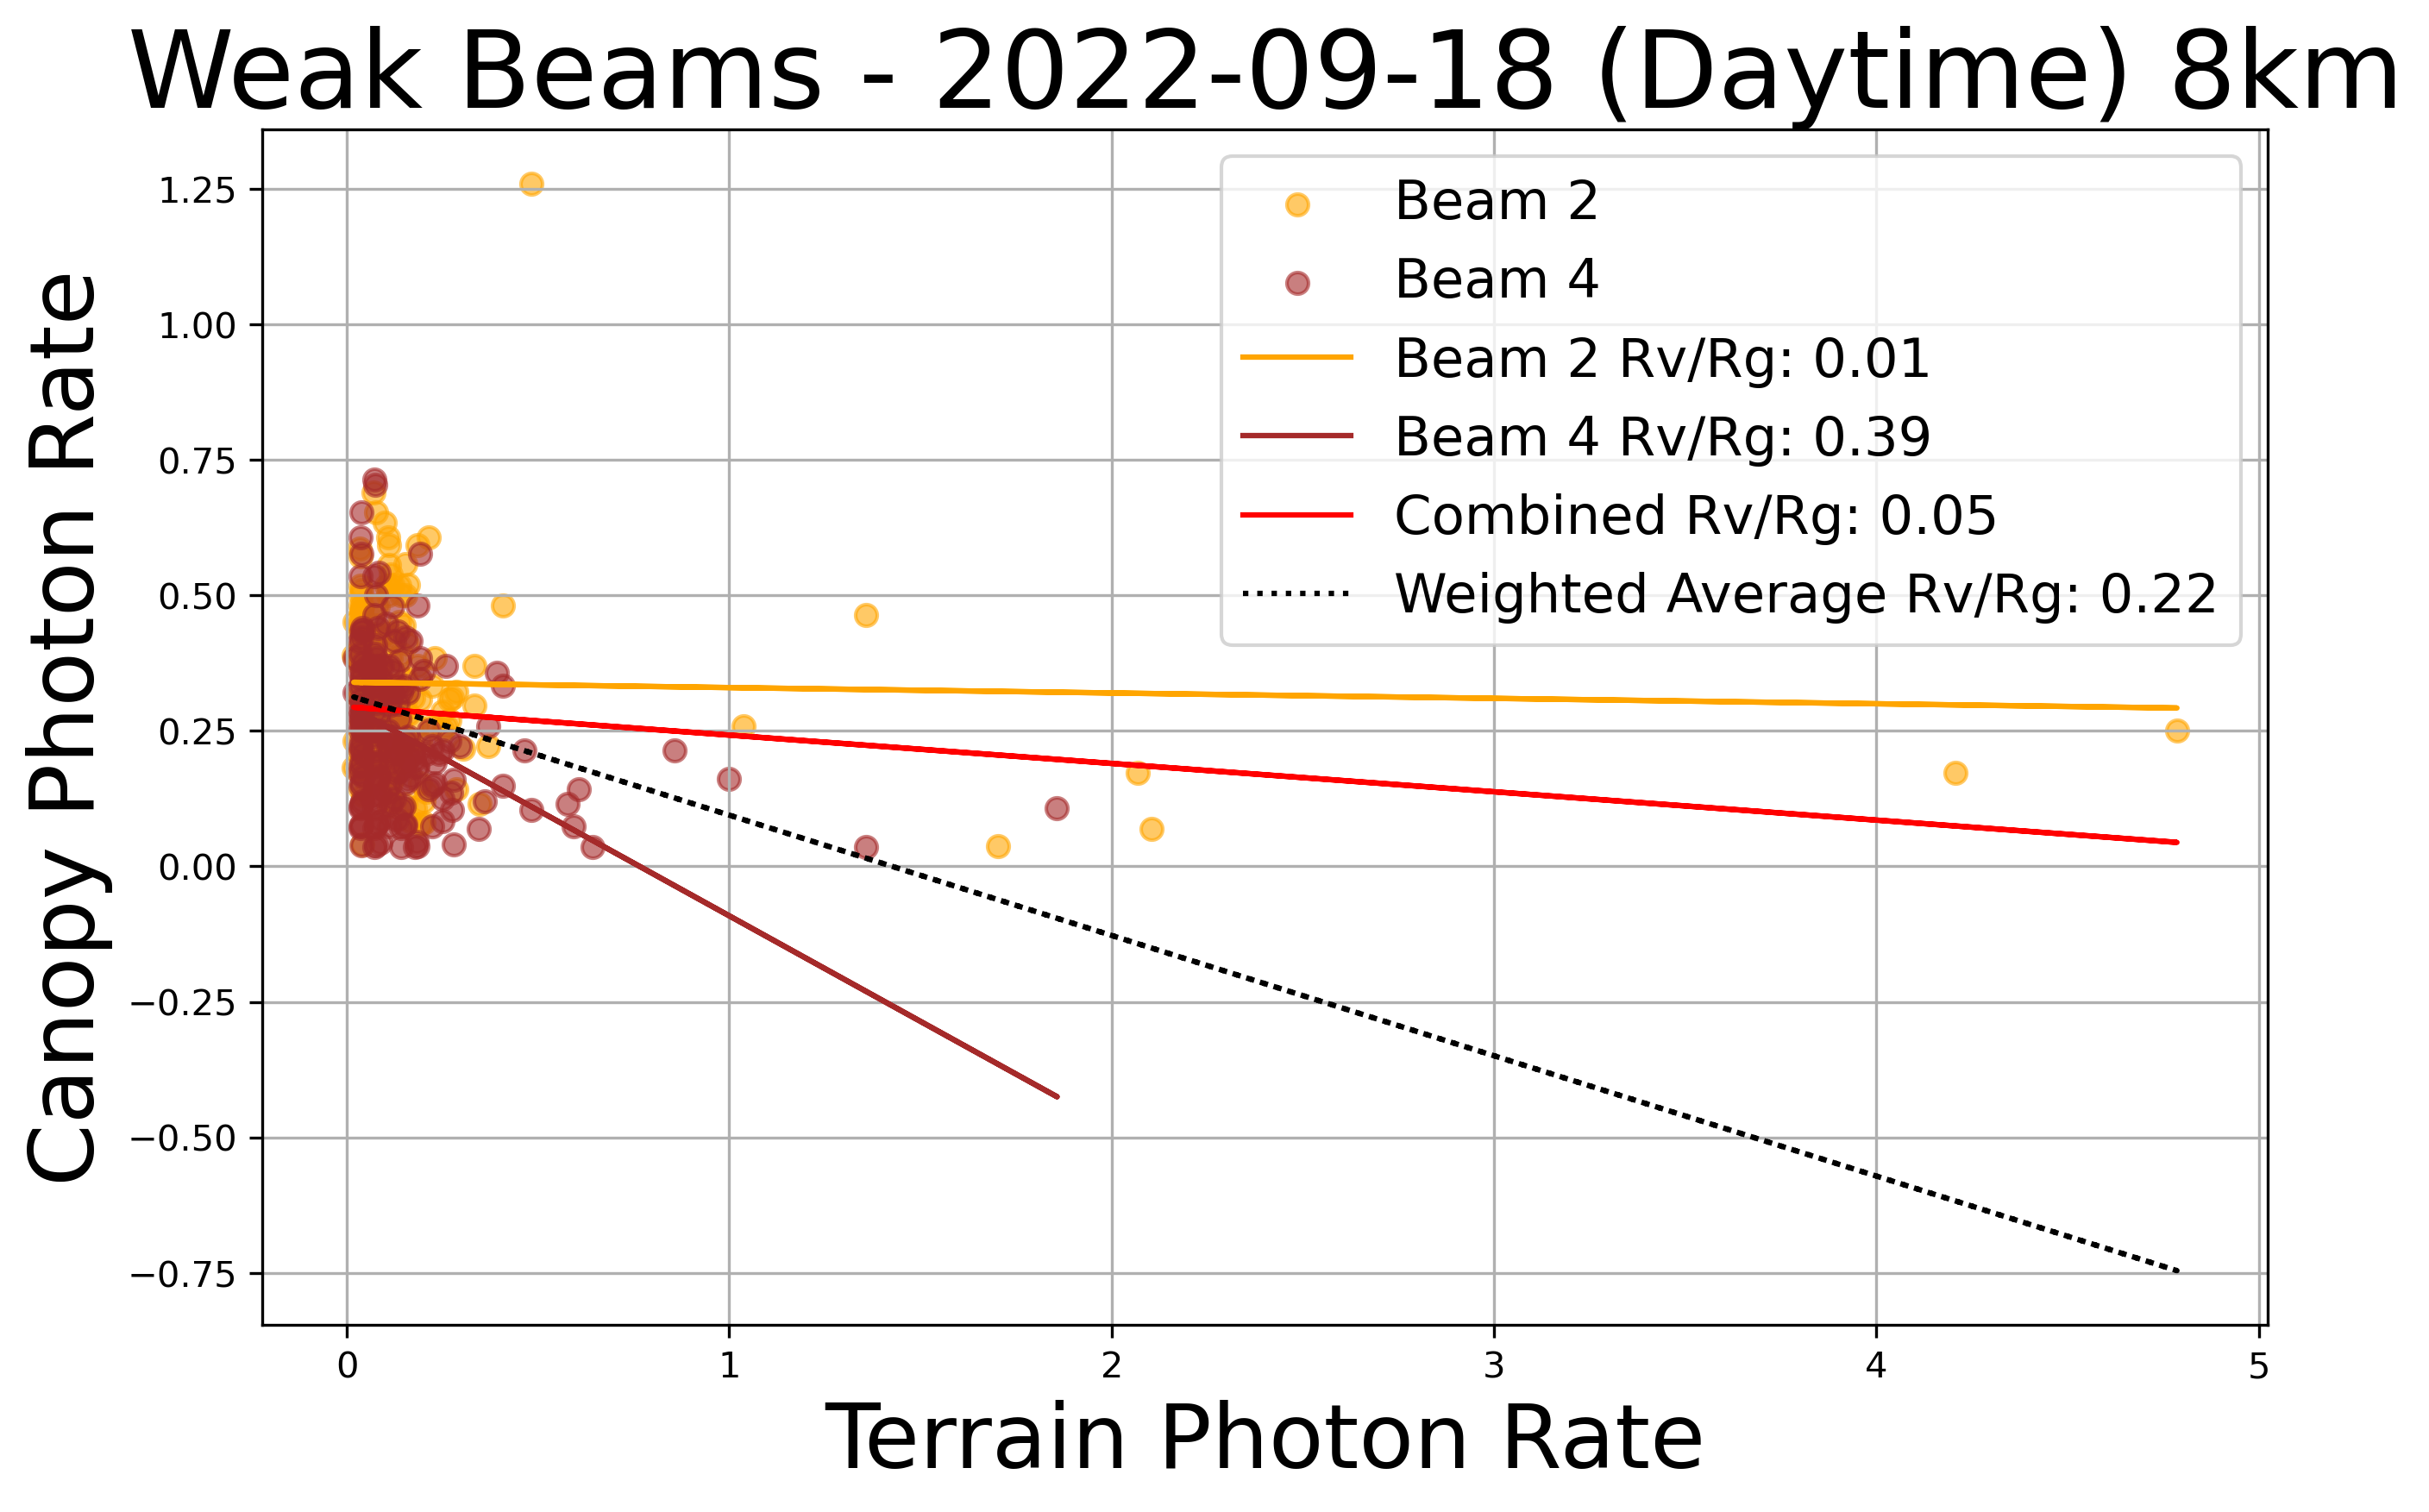 Weak Beams - 2022-09-18 (Daytime) 8km
Canopy Photon Rate
1.25
1.00
0.75
0.50
0.25
0.00
−0.25
−0.50
−0.75
Beam 2
Beam 4
Beam 2 Rv/Rg: 0.01
Beam 4 Rv/Rg: 0.39
Combined Rv/Rg: 0.05
Weighted Average Rv/Rg: 0.22
0 1 2 3 4 5
Terrain Photon Rate